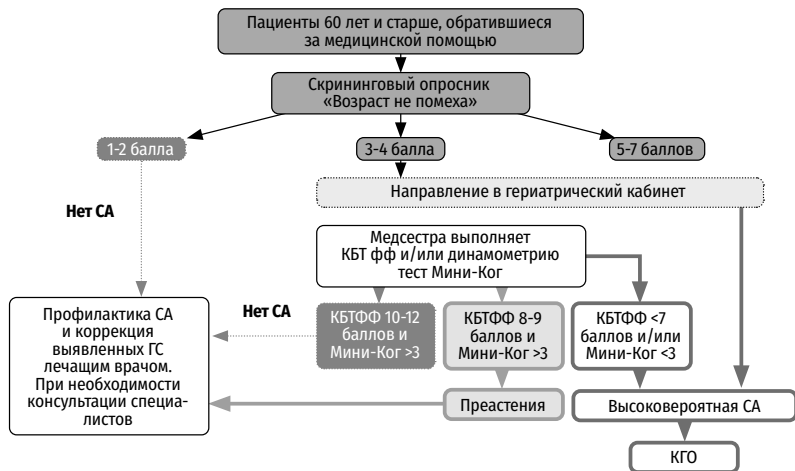 Пациенты 60 лет и старше, обратившиеся
за медицинской помощью
Скрининговый опросник
«Возраст не помеха»
1-2 балла
3-4 балла
5-7 баллов
Направление в гериатрический кабинет
Нет СА
Медсестра выполняет
КБТ фф и/или динамометрию
тест Мини-Ког
Нет СА
КБТФФ 10-12
баллов и
Мини-Ког >3
КБТФФ 8-9
баллов и
Мини-Ког >3
КБТФФ <7
баллов и/или
Мини-Ког <3
Профилактика СА
и коррекция
выявленных ГС
лечащим врачом.
При необходимости
консультации специа-
листов
Преастения
Высоковероятная СА
КГО